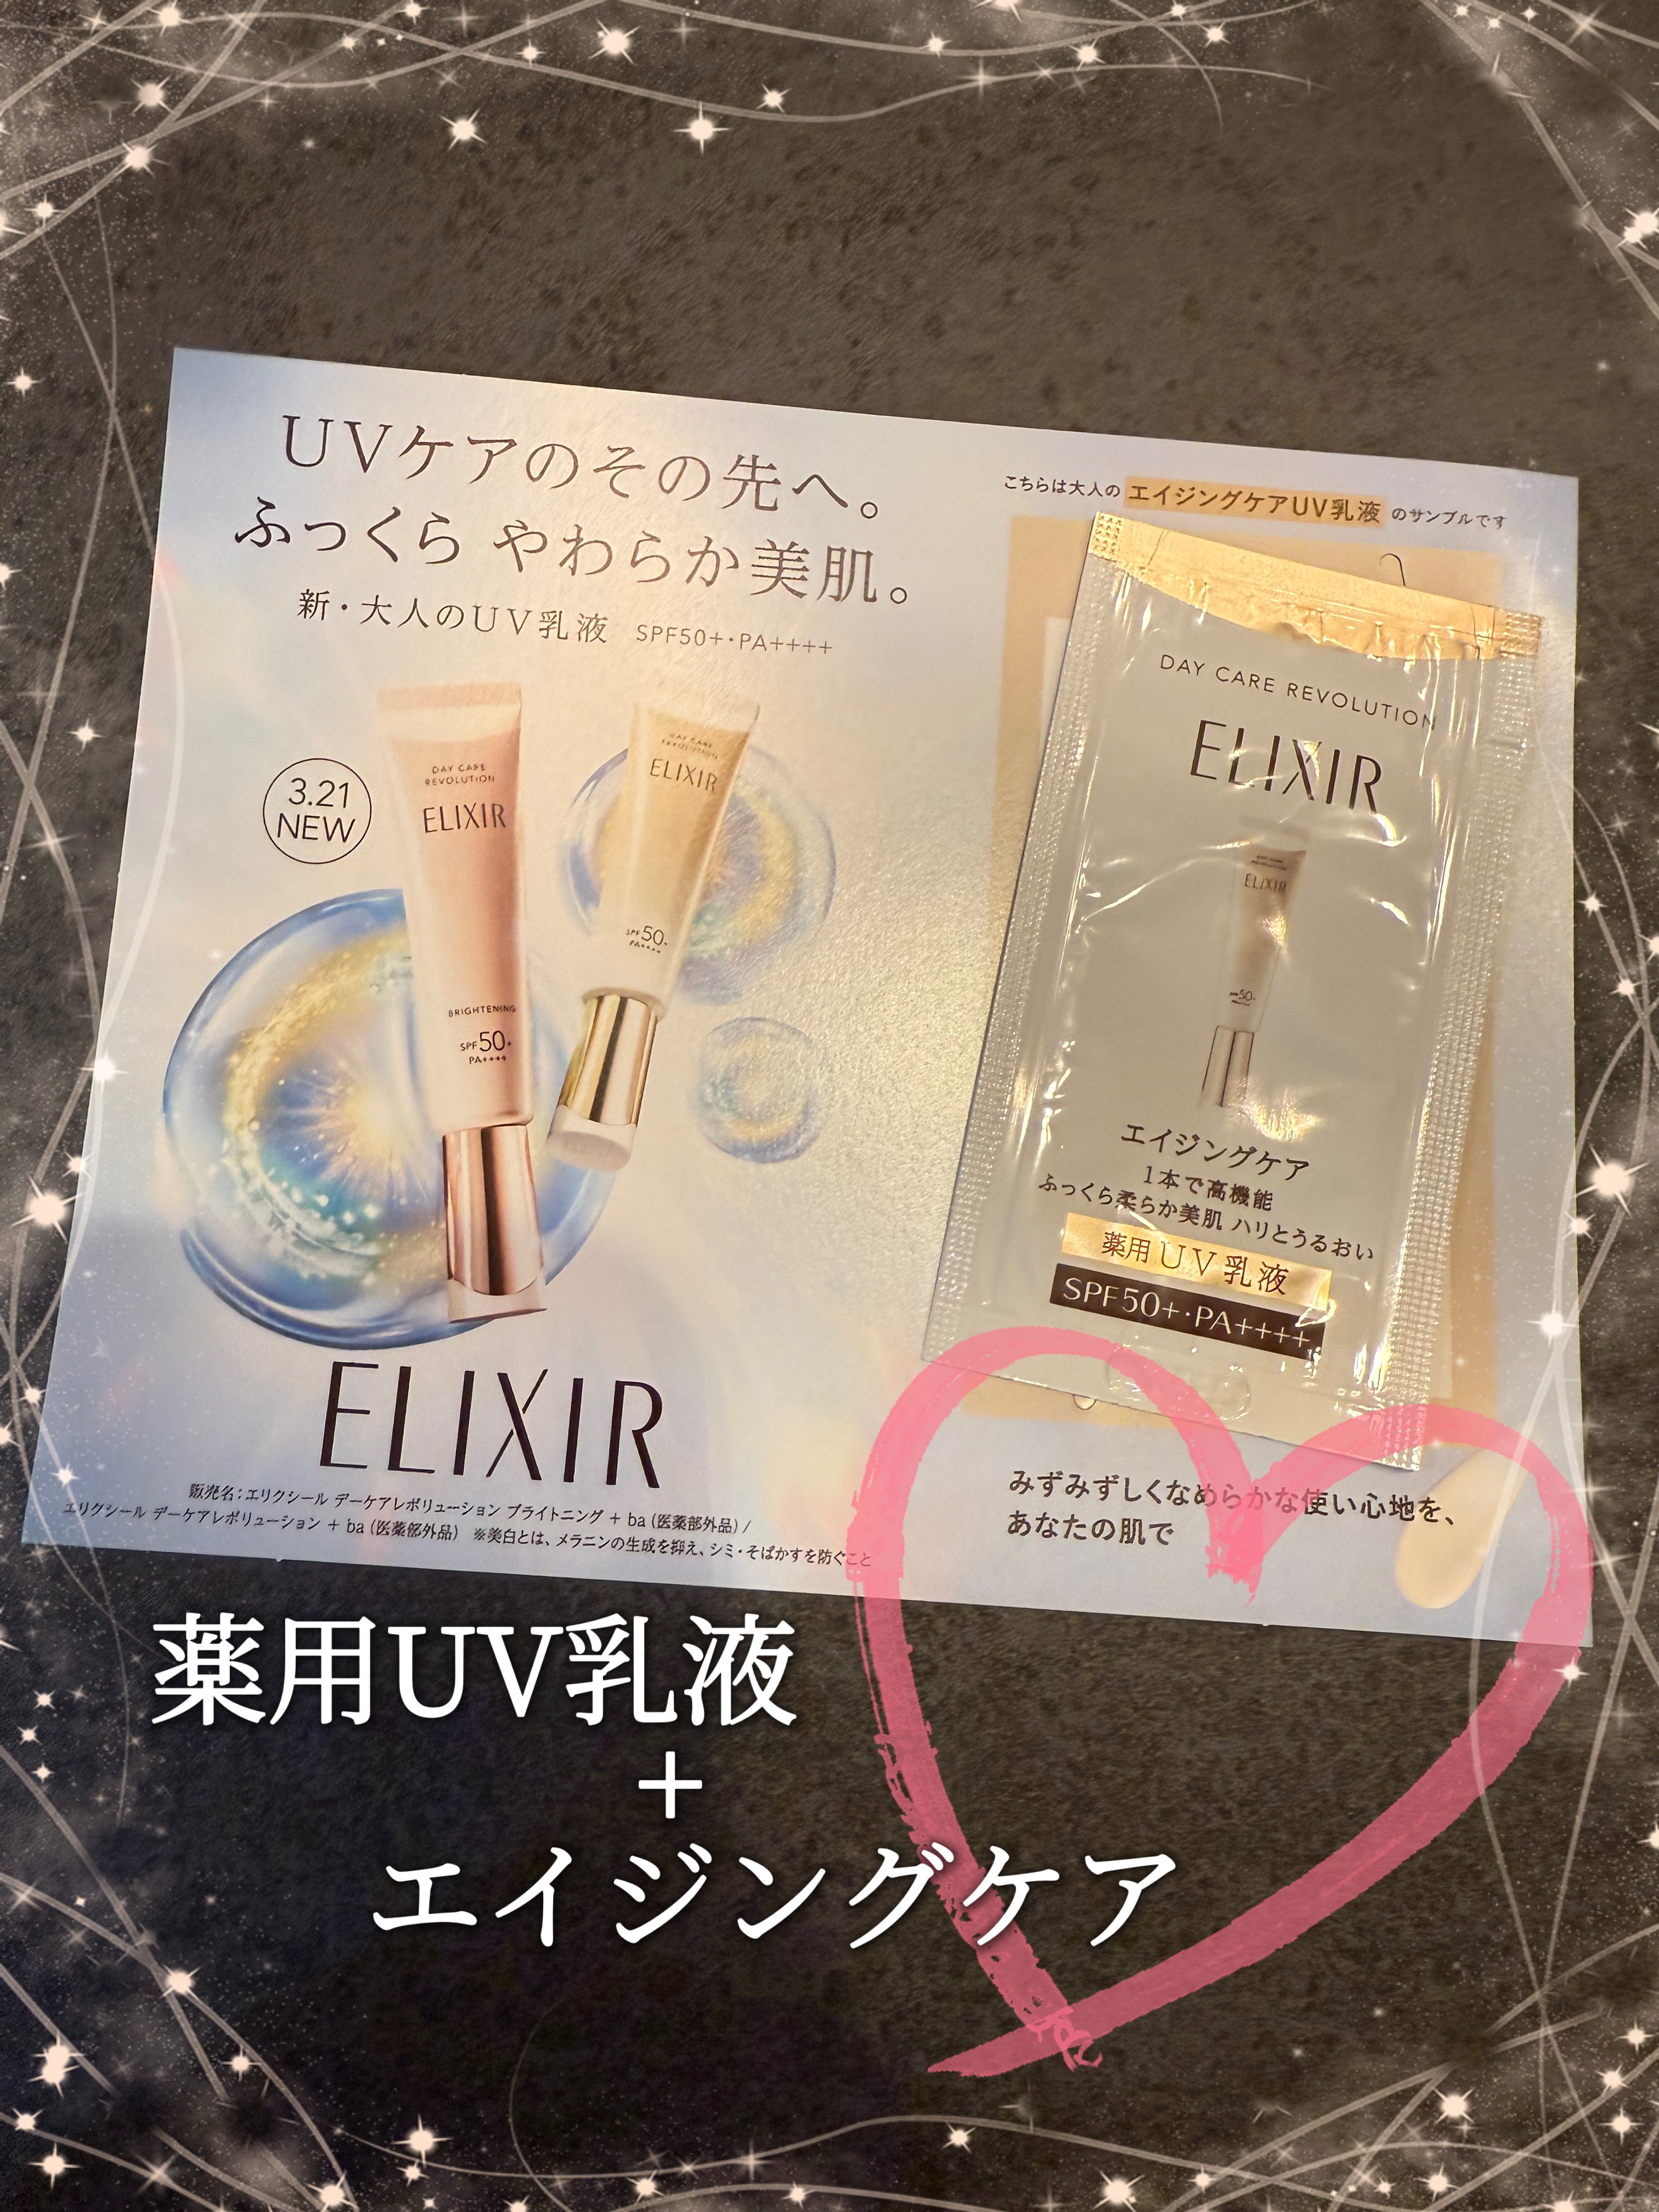 UVケアのその先へ。
ふっくら やわらか美肌。
新・大人のUV乳液 SPF50+・PA++++
3.21
NEW
DAY CARE
REVOLUTION
ELIXIR
BRIGHTENING
SPF50+
PA++++
DAY CARE
REVOLUTION
ELIXIR
SPF50+
PA++++
ELIXIR
販売名：エリクシール デーケアレボリューション ブライトニング + ba (医薬部外品) /
エリクシール デーケアレボリューション + ba (医薬部外品) ※美白とは、メラニンの生成を抑え、シミ・そばかすを防ぐこと
こちらは大人の エイジングケアUV乳液 のサンプルです
DAY CARE REVOLUTION
ELIXIR
ELIXIR
SPF50+
エイジングケア
1本で高機能
ふっくら柔らか美肌 ハリとうるおい
薬用UV乳液
SPF50+・PA++++
みずみずしくなめらかな使い心地を、
あなたの肌で
薬用UV乳液
+
エイジングケア